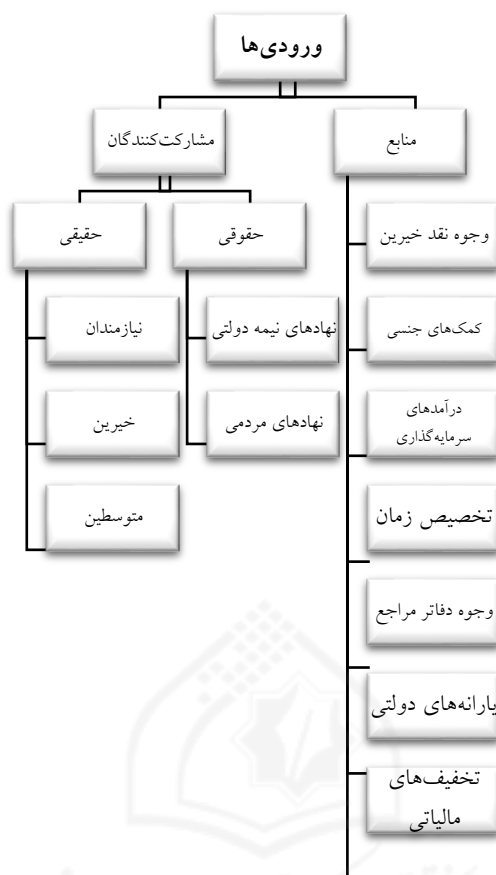 ورودی‌ها
منابع
مشارکت‌کنندگان
وجوه نقد خیرین
کمک‌های جنسی
درآمدهای
سرمایه‌گذاری
تخصیص زمان
وجوه دفاتر مراجع
یارانه‌های دولتی
تخفیف‌های
مالیاتی
حقوقی
نهادهای نیمه دولتی
نهادهای مردمی
حقیقی
نیازمندان
خیرین
متوسطین